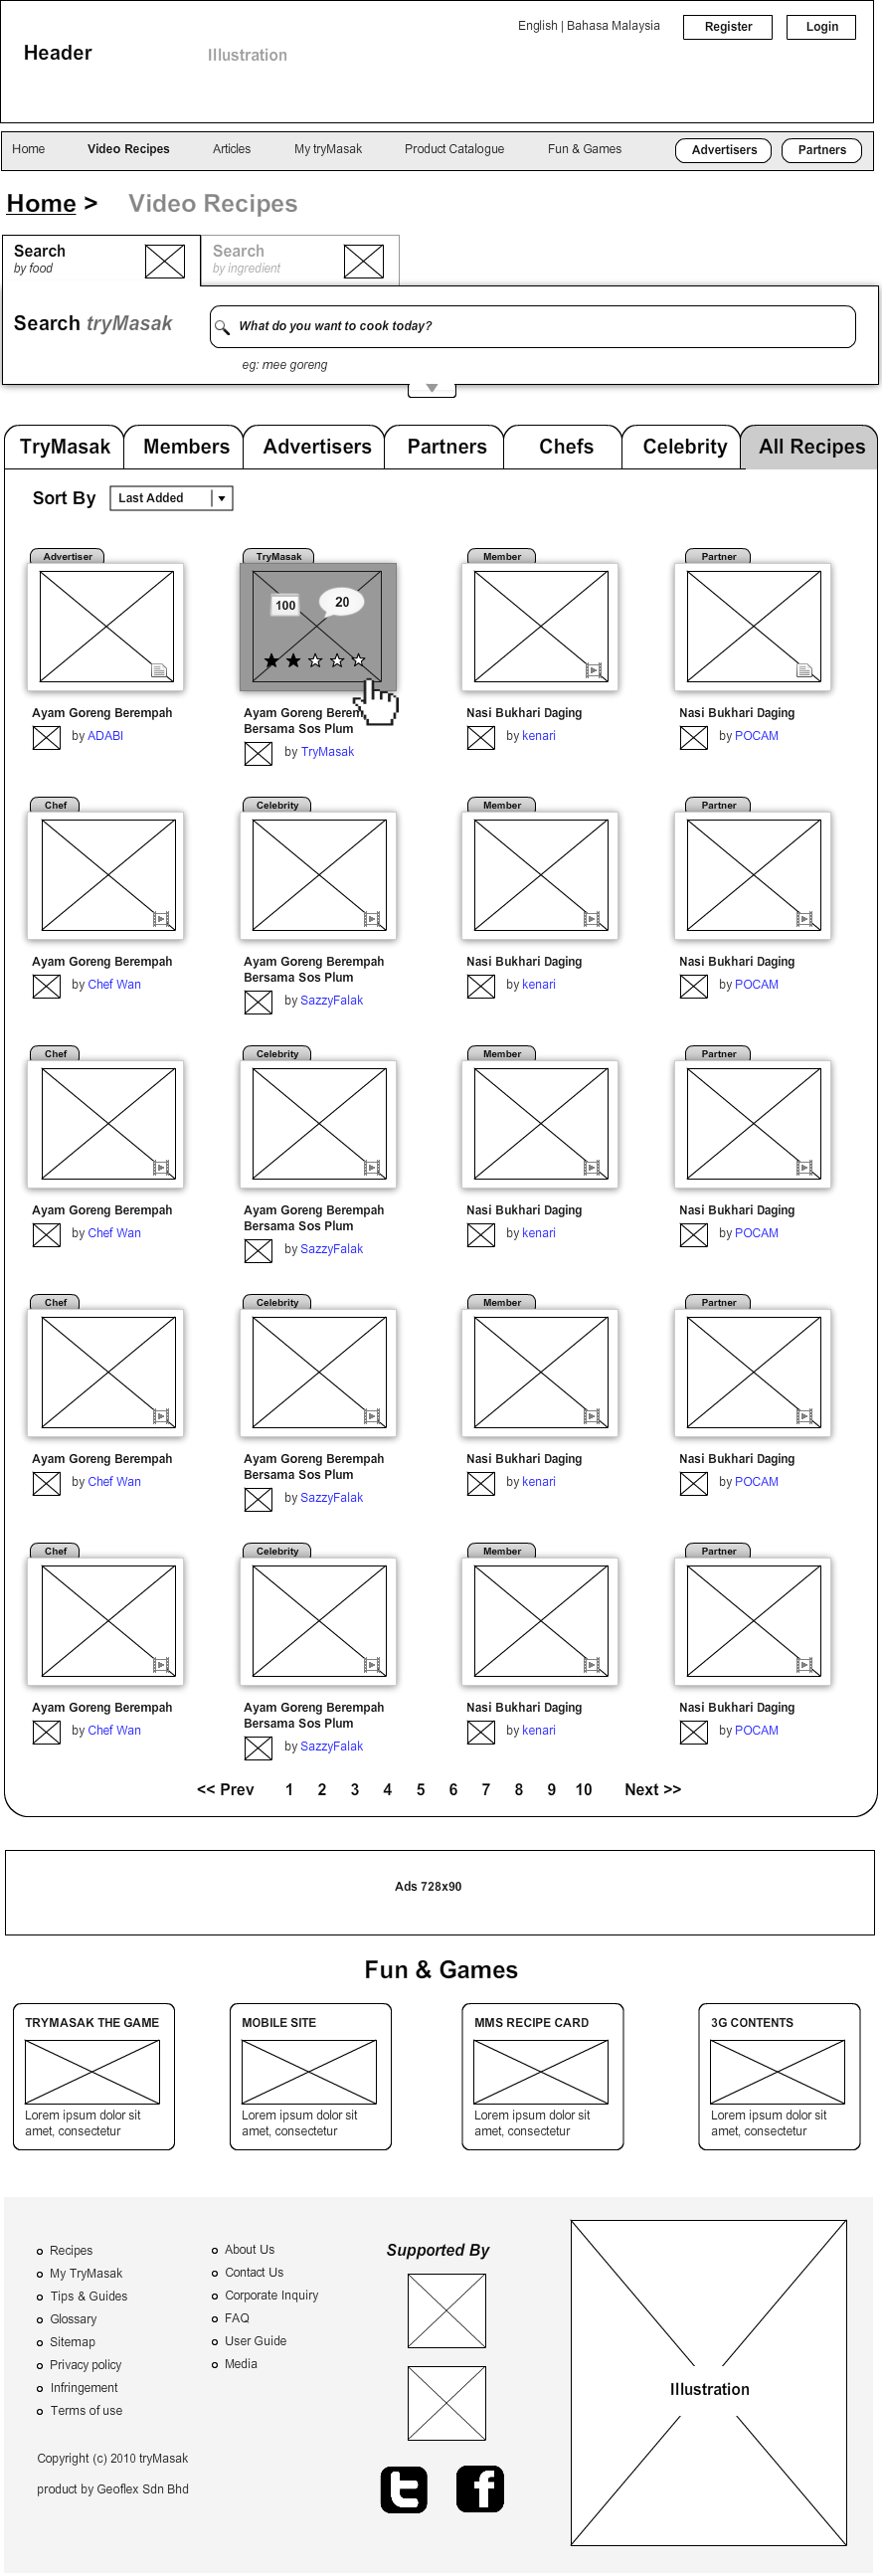 English | Bahasa Malaysia
Register
Login
Header
Illustration
Home
Video Recipes
Articles
My tryMasak
Product Catalogue
Fun & Games
Advertisers
Partners
Home >
Video Recipes
Search
by food
Search
by ingredient
Search tryMasak
What do you want to cook today?
eg: mee goreng
TryMasak
Members
Advertisers
Partners
Chefs
Celebrity
All Recipes
Sort By
Last Added
Advertiser
Ayam Goreng Berempah
by ADABI
TryMasak
100
20
Ayam Goreng
Bersama Sos Plum
by TryMasak
Member
Nasi Bukhari Daging
by kenari
Partner
Nasi Bukhari Daging
by POCAM
Chef
Ayam Goreng Berempah
by Chef Wan
Celebrity
Ayam Goreng Berempah
Bersama Sos Plum
by SazzyFalak
Member
Nasi Bukhari Daging
by kenari
Partner
Nasi Bukhari Daging
by POCAM
Chef
Ayam Goreng Berempah
by Chef Wan
Celebrity
Ayam Goreng Berempah
Bersama Sos Plum
by SazzyFalak
Member
Nasi Bukhari Daging
by kenari
Partner
Nasi Bukhari Daging
by POCAM
Chef
Ayam Goreng Berempah
by Chef Wan
Celebrity
Ayam Goreng Berempah
Bersama Sos Plum
by SazzyFalak
Member
Nasi Bukhari Daging
by kenari
Partner
Nasi Bukhari Daging
by POCAM
Chef
Ayam Goreng Berempah
by Chef Wan
Celebrity
Ayam Goreng Berempah
Bersama Sos Plum
by SazzyFalak
Member
Nasi Bukhari Daging
by kenari
Partner
Nasi Bukhari Daging
by POCAM
<< Prev 1 2 3 4 5 6 7 8 9 10 Next >>
Ads 728x90
Fun & Games
TRYMASAK THE GAME
Lorem ipsum dolor sit
amet, consectetur
MOBILE SITE
Lorem ipsum dolor sit
amet, consectetur
MMS RECIPE CARD
Lorem ipsum dolor sit
amet, consectetur
3G CONTENTS
Lorem ipsum dolor sit
amet, consectetur
Recipes
My TryMasak
Tips & Guides
Glossary
Sitemap
Privacy policy
Infringement
Terms of use
About Us
Contact Us
Corporate Inquiry
FAQ
User Guide
Media
Supported By
Illustration
Copyright (c) 2010 tryMasak
product by Geoflex Sdn Bhd